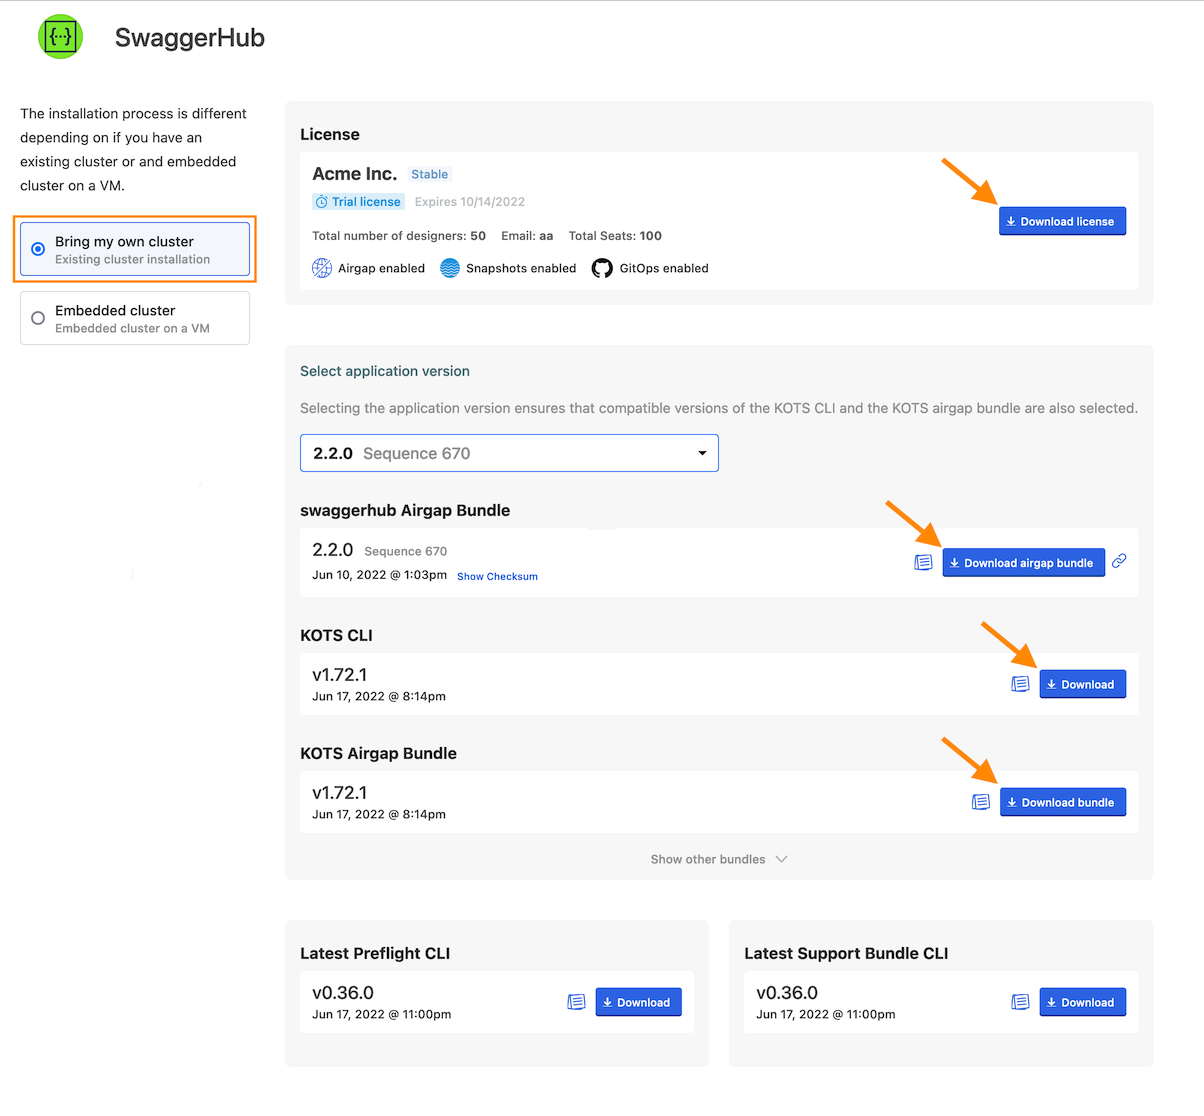 {··}
SwaggerHub
The installation process is different
depending on if you have an
existing cluster or and embedded
cluster on a VM.
Bring my own cluster
Existing cluster installation
Embedded cluster
Embedded cluster on a VM
License
Acme Inc. Stable
Trial license Expires 10/14/2022
Total number of designers: 50 Email: aa Total Seats: 100
Airgap enabled Snapshots enabled GitOps enabled
Download license
Select application version
Selecting the application version ensures that compatible versions of the KOTS CLI and the KOTS airgap bundle are also selected.
2.2.0 Sequence 670
swaggerhub Airgap Bundle
2.2.0 Sequence 670
Jun 10, 2022 @ 1:03pm Show Checksum
Download airgap bundle
KOTS CLI
v1.72.1
Jun 17, 2022 @ 8:14pm
Download
KOTS Airgap Bundle
v1.72.1
Jun 17, 2022 @ 8:14pm
Download bundle
Show other bundles
Latest Preflight CLI
v0.36.0
Jun 17, 2022 @ 11:00pm
Download
Latest Support Bundle CLI
v0.36.0
Jun 17, 2022 @ 11:00pm
Download